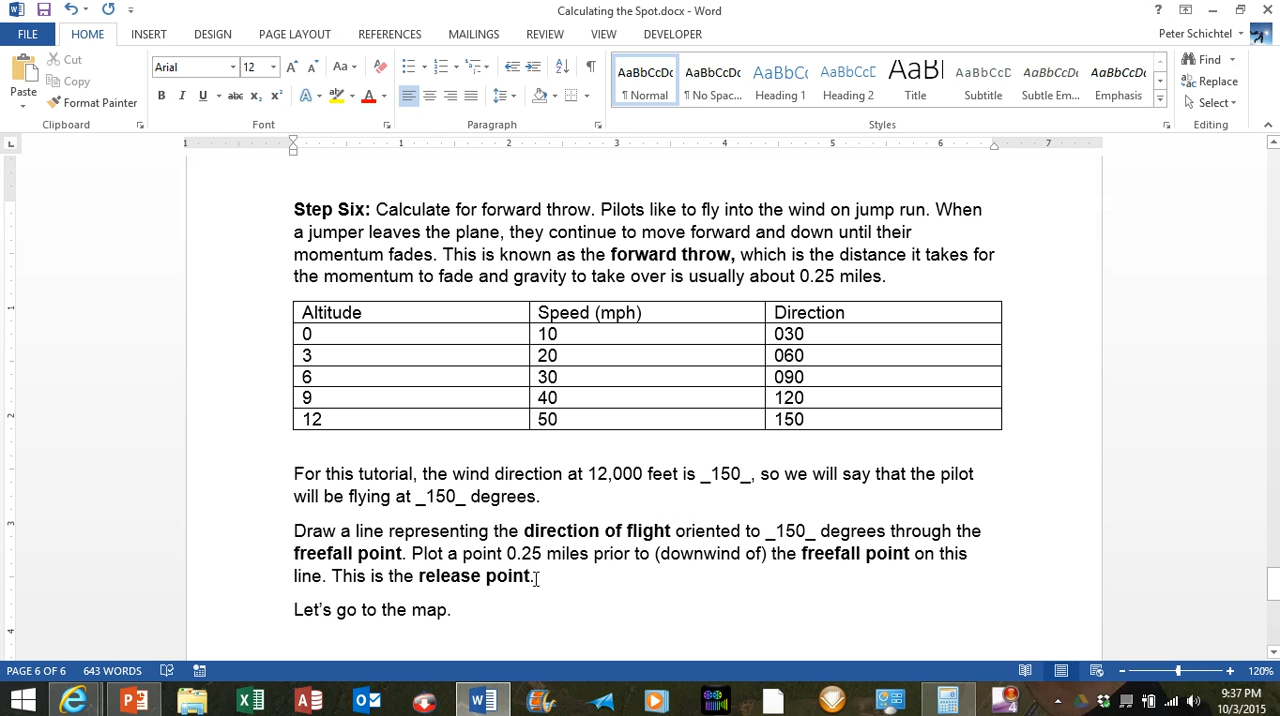 Calculating the Spot.docx - Word
FILE HOME INSERT DESIGN PAGE LAYOUT REFERENCES MAILINGS REVIEW VIEW DEVELOPER Peter Schichtel
Cut
Copy
Format Painter
Paste
Clipboard
Arial 12
Font
Paragraph
AaBbCcDc AaBbCcDc AaBbCc AaBbCc AaBl AaBbCcD AaBbCcDc AaBbCcDc
¶ Normal ¶ No Spac... Heading 1 Heading 2 Title Subtitle Subtle Em... Emphasis
Styles
Find
Replace
Select
Editing
1 1 2 3 4 5 6 7
Step Six: Calculate for forward throw. Pilots like to fly into the wind on jump run. When
a jumper leaves the plane, they continue to move forward and down until their
momentum fades. This is known as the forward throw, which is the distance it takes for
the momentum to fade and gravity to take over is usually about 0.25 miles.
Altitude Speed (mph) Direction
0 10 030
3 20 060
6 30 090
9 40 120
12 50 150
For this tutorial, the wind direction at 12,000 feet is _150_, so we will say that the pilot
will be flying at _150_ degrees.
Draw a line representing the direction of flight oriented to _150_ degrees through the
freefall point. Plot a point 0.25 miles prior to (downwind of) the freefall point on this
line. This is the release point.
Let's go to the map.
PAGE 6 OF 6 643 WORDS 120%
9:37 PM
10/3/2015